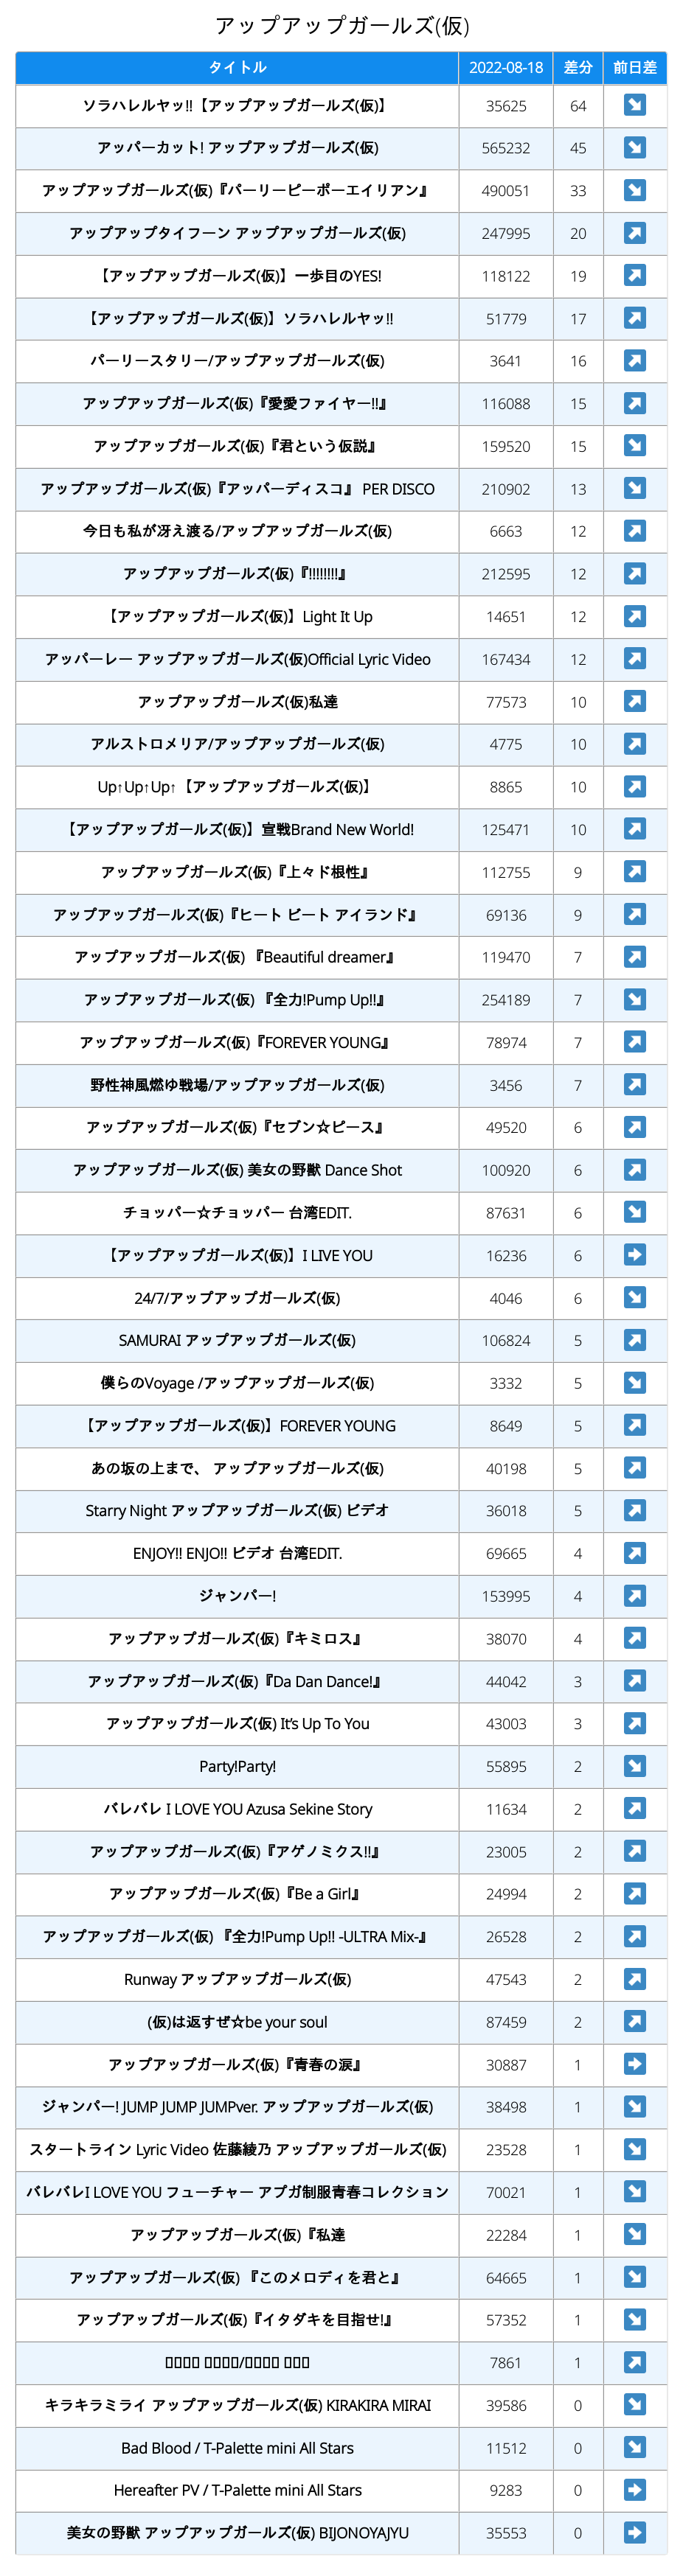 アップアップガールズ(仮)
タイトル 2022-08-18 差分 前日差
ソラハレルヤッ!!【アップアップガールズ(仮)】 35625 64 ↘
アッパーカット! アップアップガールズ(仮) 565232 45 ↘
アップアップガールズ(仮)『パーリーピーポーエイリアン』 490051 33 ↘
アップアップタイフーン アップアップガールズ(仮) 247995 20 ↗
【アップアップガールズ(仮)】一歩目のYES! 118122 19 ↗
【アップアップガールズ(仮)】ソラハレルヤッ!! 51779 17 ↗
パーリースタリー/アップアップガールズ(仮) 3641 16 ↗
アップアップガールズ(仮)『愛愛ファイヤー!!』 116088 15 ↗
アップアップガールズ(仮)『君という仮説』 159520 15 ↘
アップアップガールズ(仮)『アッパーディスコ』 PER DISCO 210902 13 ↘
今日も私が冴え渡る/アップアップガールズ(仮) 6663 12 ↗
アップアップガールズ(仮)『!!!!!!!!』 212595 12 ↗
【アップアップガールズ(仮)】Light It Up 14651 12 ↗
アッパーレー アップアップガールズ(仮)Official Lyric Video 167434 12 ↗
アップアップガールズ(仮)私達 77573 10 ↗
アルストロメリア/アップアップガールズ(仮) 4775 10 ↗
Up↑Up↑Up↑【アップアップガールズ(仮)】 8865 10 ↗
【アップアップガールズ(仮)】宣戦Brand New World! 125471 10 ↗
アップアップガールズ(仮)『上々ド根性』 112755 9 ↗
アップアップガールズ(仮)『ヒート ビート アイランド』 69136 9 ↗
アップアップガールズ(仮) 『Beautiful dreamer』 119470 7 ↗
アップアップガールズ(仮) 『全力!Pump Up!!』 254189 7 ↘
アップアップガールズ(仮)『FOREVER YOUNG』 78974 7 ↗
野性神風燃ゆ戦場/アップアップガールズ(仮) 3456 7 ↗
アップアップガールズ(仮)『セブン☆ピース』 49520 6 ↗
アップアップガールズ(仮) 美女の野獣 Dance Shot 100920 6 ↗
チョッパー☆チョッパー 台湾EDIT. 87631 6 ↘
【アップアップガールズ(仮)】I LIVE YOU 16236 6 ➡
24/7/アップアップガールズ(仮) 4046 6 ↘
SAMURAI アップアップガールズ(仮) 106824 5 ↗
僕らのVoyage /アップアップガールズ(仮) 3332 5 ↘
【アップアップガールズ(仮)】FOREVER YOUNG 8649 5 ↗
あの坂の上まで、 アップアップガールズ(仮) 40198 5 ↗
Starry Night アップアップガールズ(仮) ビデオ 36018 5 ↗
ENJOY!! ENJO!! ビデオ 台湾EDIT. 69665 4 ↗
ジャンパー! 153995 4 ↗
アップアップガールズ(仮)『キミロス』 38070 4 ↗
アップアップガールズ(仮)『Da Dan Dance!』 44042 3 ↗
アップアップガールズ(仮) It's Up To You 43003 3 ↗
Party!Party! 55895 2 ↘
バレバレ I LOVE YOU Azusa Sekine Story 11634 2 ↗
アップアップガールズ(仮)『アゲノミクス!!』 23005 2 ↗
アップアップガールズ(仮)『Be a Girl』 24994 2 ↗
アップアップガールズ(仮) 『全力!Pump Up!! -ULTRA Mix-』 26528 2 ↗
Runway アップアップガールズ(仮) 47543 2 ↗
(仮)は返すぜ☆be your soul 87459 2 ↗
アップアップガールズ(仮)『青春の涙』 30887 1 ➡
ジャンパー! JUMP JUMP JUMPver. アップアップガールズ(仮) 38498 1 ↘
スタートライン Lyric Video 佐藤綾乃 アップアップガールズ(仮) 23528 1 ↘
バレバレI LOVE YOU フューチャー アプガ制服青春コレクション 70021 1 ↘
アップアップガールズ(仮)『私達 22284 1 ↘
アップアップガールズ(仮) 『このメロディを君と』 64665 1 ↘
アップアップガールズ(仮)『イタダキを目指せ!』 57352 1 ↘
7861 1 ↗
キラキラミライ アップアップガールズ(仮) KIRAKIRA MIRAI 39586 0 ↘
Bad Blood / T-Palette mini All Stars 11512 0 ↘
Hereafter PV / T-Palette mini All Stars 9283 0 ➡
美女の野獣 アップアップガールズ(仮) BIJONOYAJYU 35553 0 ➡